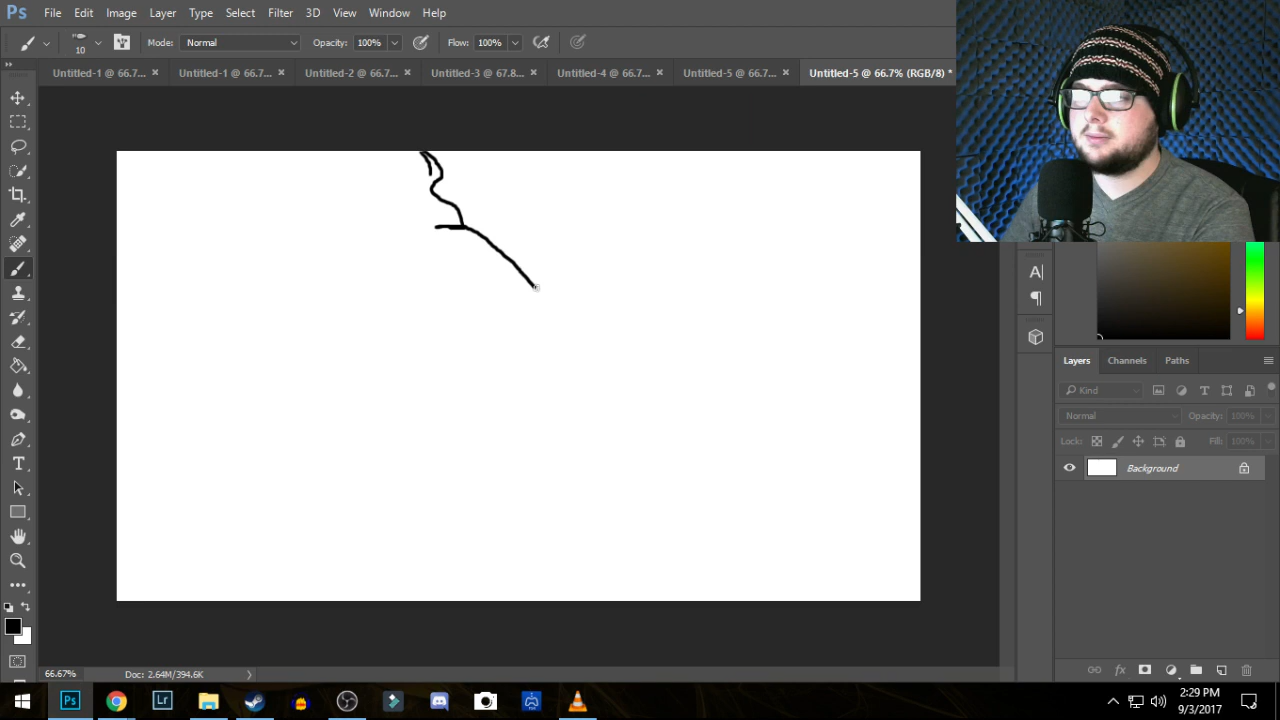 Ps File Edit Image Layer Type Select Filter 3D View Window Help
10 Mode: Normal Opacity: 100% Flow: 100%
Untitled-1 @ 66.7... × Untitled-1 @ 66.7... × Untitled-2 @ 66.7... × Untitled-3 @ 67.8... × Untitled-4 @ 66.7... × Untitled-5 @ 66.7... × Untitled-5 @ 66.7% (RGB/8) *
Layers Channels Paths
Kind
Normal Opacity: 100%
Lock: Fill: 100%
Background
66.67% Doc: 2.64M/394.6K
Ps Lr
2:29 PM
9/3/2017